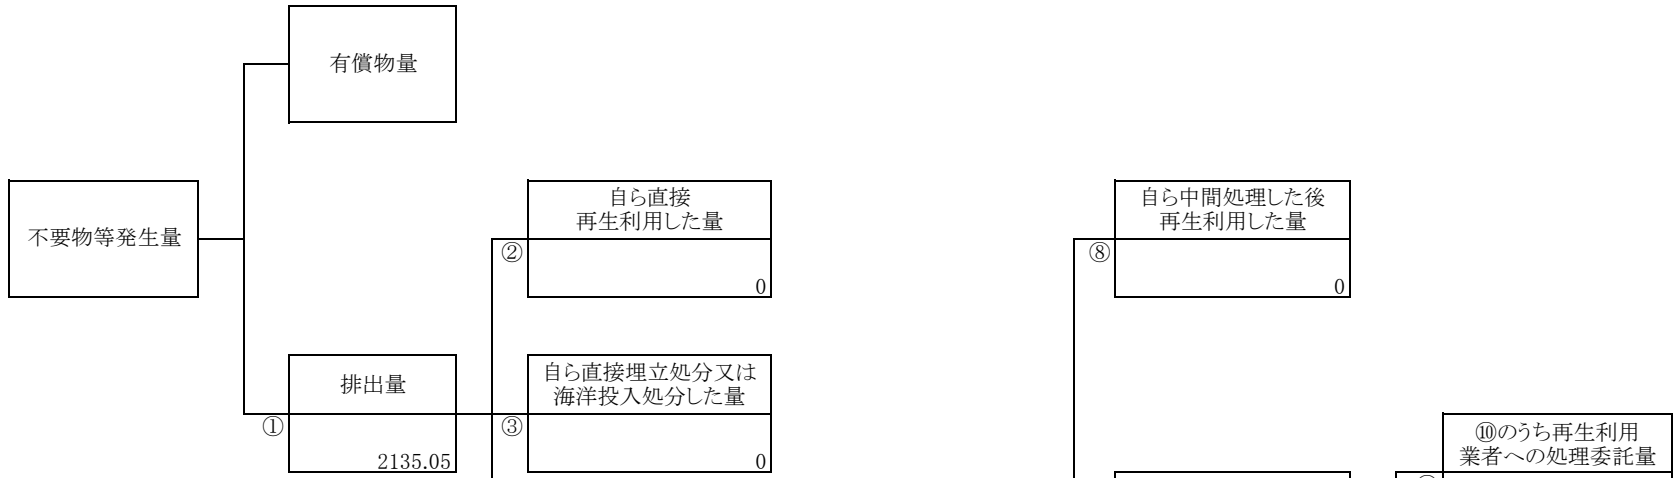 有償物量
不要物等発生量
自ら直接
再生利用した量
②
0
自ら中間処理した後
再生利用した量
⑧
0
排出量
①
2135.05
自ら直接埋立処分又は
海洋投入処分した量
③
0
⑩のうち再生利用
業者への処理委託量